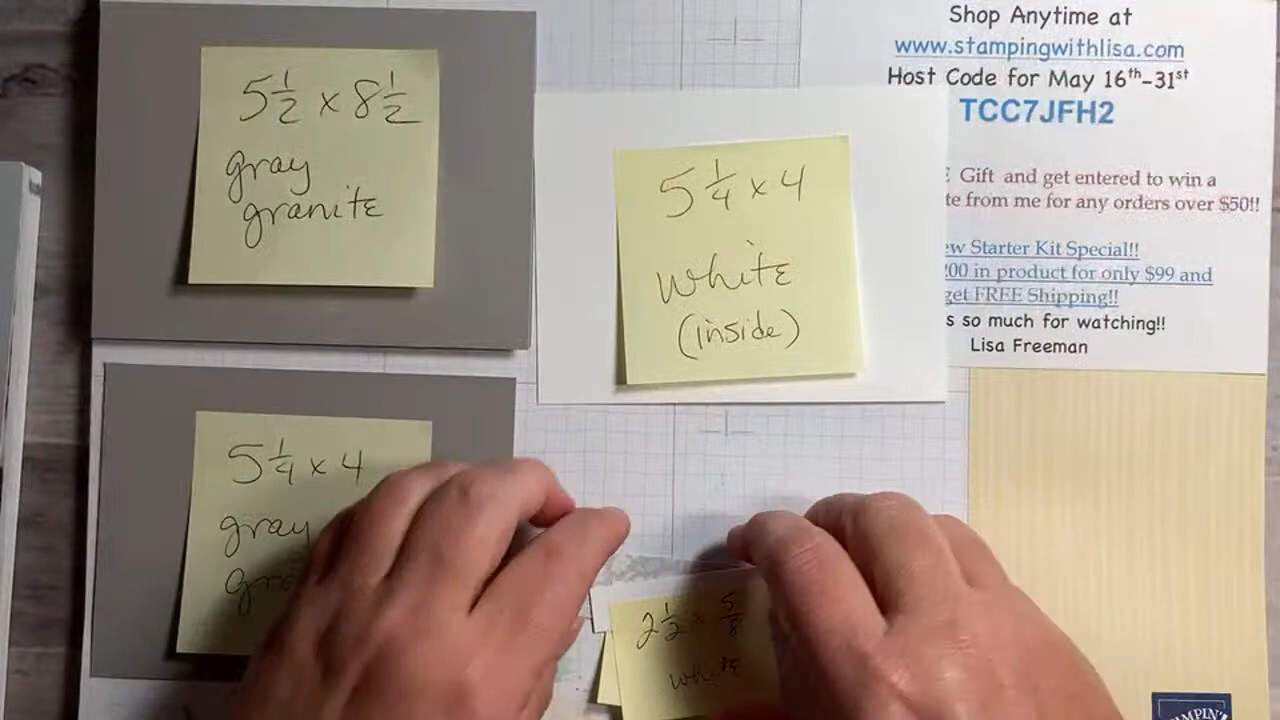 5 1/2 x 8 1/2
gray
granite
5 1/4 x 4
white
(inside)
5 1/4 x 4
gray
2 1/2 x 5/8
white
Shop Anytime at
www.stampingwithlisa.com
Host Code for May 16th-31st
TCC7JFH2
Gift and get entered to win a
from me for any orders over $50!!
Starter Kit Special!!
in product for only $99 and
get FREE Shipping!!
so much for watching!!
Lisa Freeman